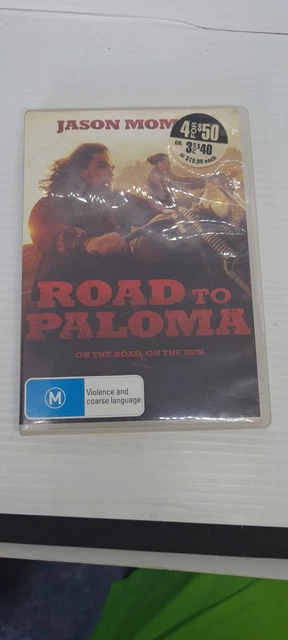 JASON MOM
4 FOR $50
OR 3 FOR $40
or $19.99 each
ROAD TO
PALOMA
ON THE ROAD, ON THE RUN.
M
Violence and
coarse language